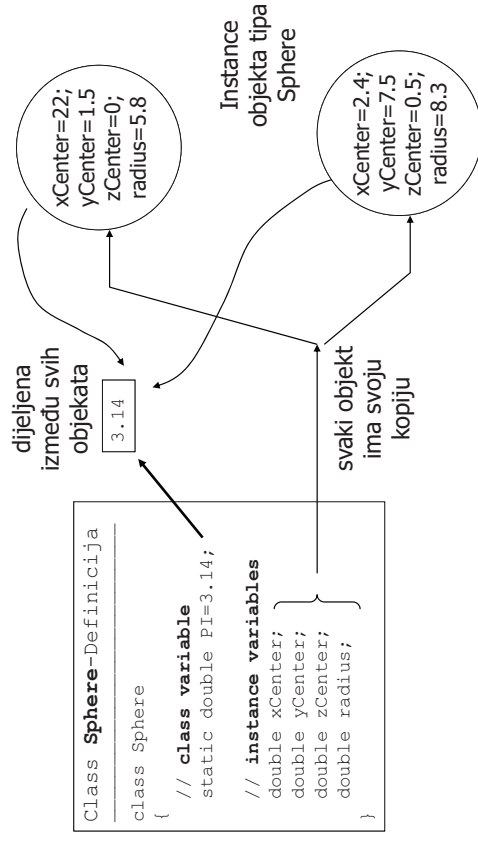 Class Sphere-Definicija
class Sphere
{
// class variable
static double PI=3.14;
// instance variables
double xCenter;
double yCenter;
double zCenter;
double radius;
}
dijeljena
između svih
objekata
3.14
svaki objekt
ima svoju
kopiju
xCenter=22;
yCenter=1.5
zCenter=0;
radius=5.8
Instance
objekta tipa
Sphere
xCenter=2.4;
yCenter=7.5
zCenter=0.5;
radius=8.3